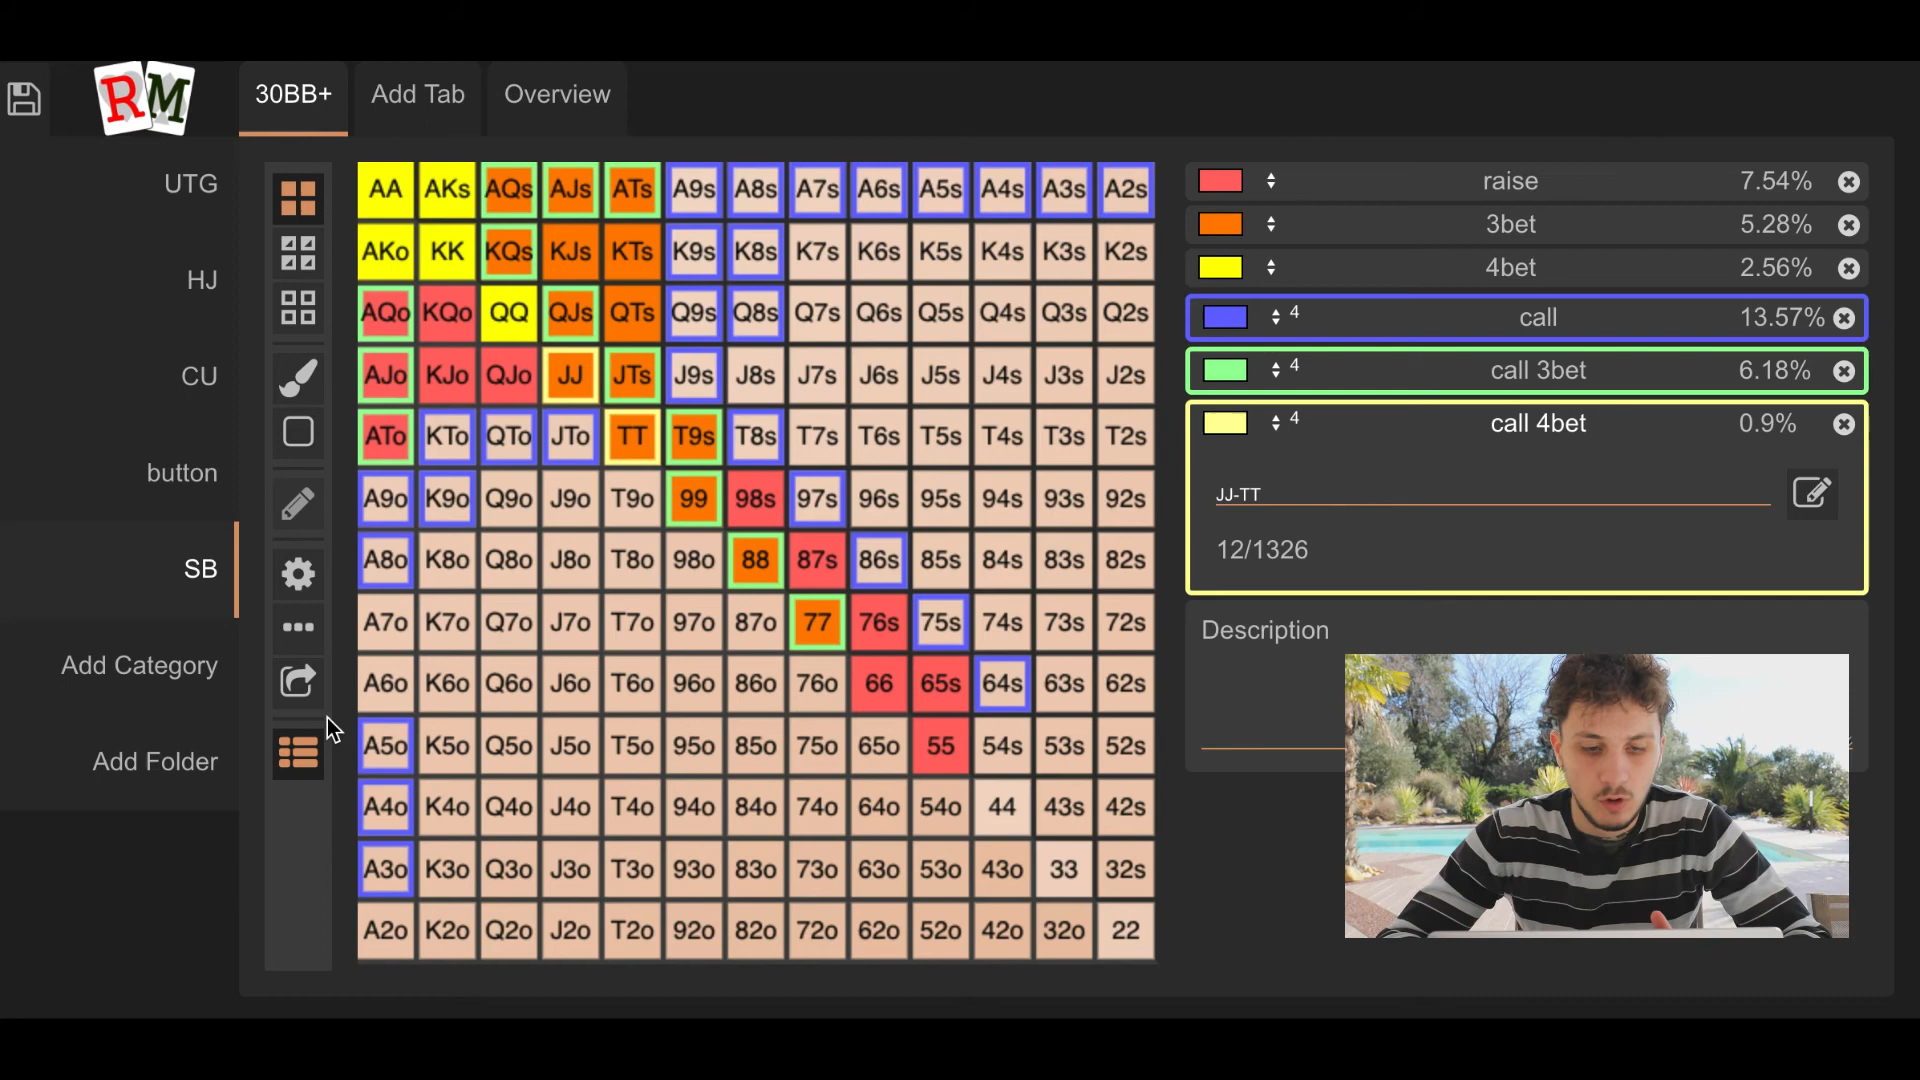 RM
30BB+ Add Tab Overview
UTG
HJ
CU
button
SB
Add Category
Add Folder
AA AKs AQs AJs ATs A9s A8s A7s A6s A5s A4s A3s A2s
AKo KK KQs KJs KTs K9s K8s K7s K6s K5s K4s K3s K2s
AQo KQo QQ QJs QTs Q9s Q8s Q7s Q6s Q5s Q4s Q3s Q2s
AJo KJo QJo JJ JTs J9s J8s J7s J6s J5s J4s J3s J2s
ATo KTo QTo JTo TT T9s T8s T7s T6s T5s T4s T3s T2s
A9o K9o Q9o J9o T9o 99 98s 97s 96s 95s 94s 93s 92s
A8o K8o Q8o J8o T8o 98o 88 87s 86s 85s 84s 83s 82s
A7o K7o Q7o J7o T7o 97o 87o 77 76s 75s 74s 73s 72s
A6o K6o Q6o J6o T6o 96o 86o 76o 66 65s 64s 63s 62s
A5o K5o Q5o J5o T5o 95o 85o 75o 65o 55 54s 53s 52s
A4o K4o Q4o J4o T4o 94o 84o 74o 64o 54o 44 43s 42s
A3o K3o Q3o J3o T3o 93o 83o 73o 63o 53o 43o 33 32s
A2o K2o Q2o J2o T2o 92o 82o 72o 62o 52o 42o 32o 22
raise 7.54%
3bet 5.28%
4bet 2.56%
4 call 13.57%
4 call 3bet 6.18%
4 call 4bet 0.9%
JJ-TT
12/1326
Description